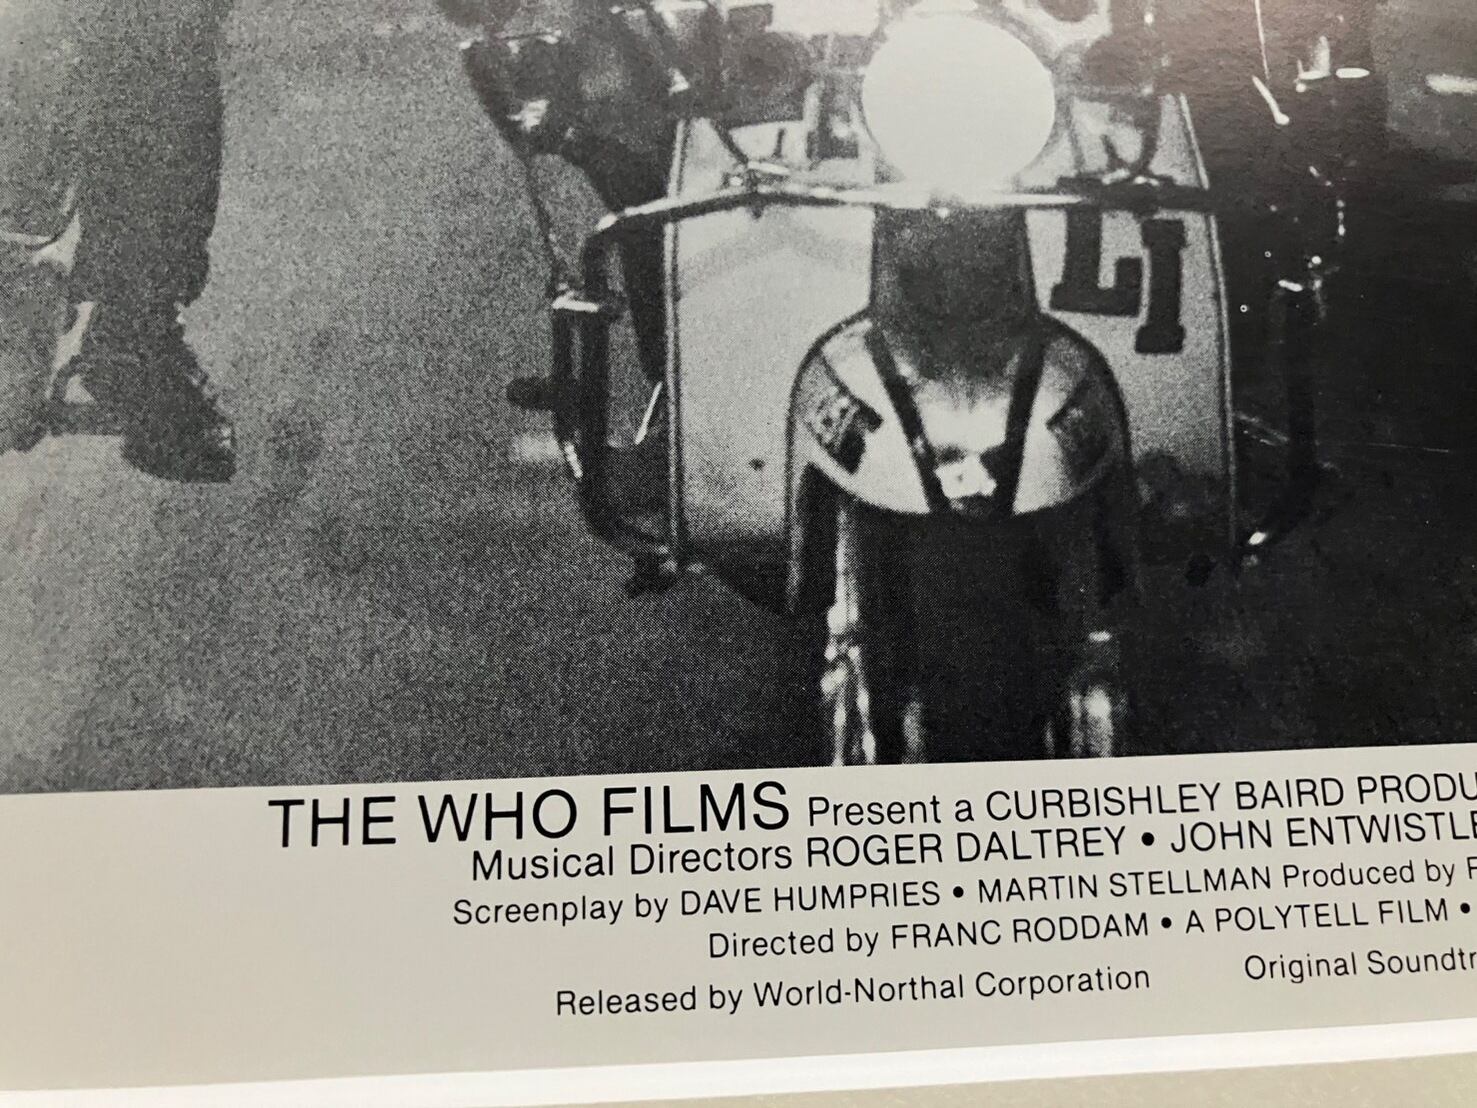 LI
THE WHO FILMS Present a CURBISHLEY BAIRD PRODU
Musical Directors ROGER DALTREY • JOHN ENTWISTLE
Screenplay by DAVE HUMPRIES • MARTIN STELLMAN Produced by
Directed by FRANC RODDAM • A POLYTELL FILM •
Released by World-Northal Corporation Original Soundtr